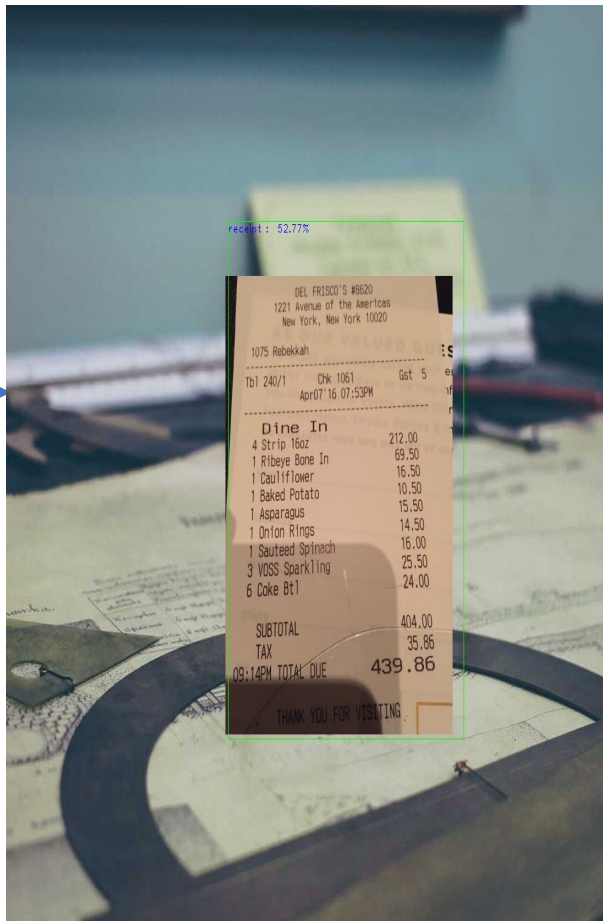 receipt : 52.77%
DEL FRISCO'S #8620
1221 Avenue of the Americas
New York, New York 10020
AS OUR VALUED GUES
1075 Rebekkah
Tbl 240/1 Chk 1061 Gst 5
Apr07'16 07:53PM
Dine In
4 Strip 16oz 212.00
1 Ribeye Bone In 69.50
1 Cauliflower 16.50
1 Baked Potato 10.50
1 Asparagus 15.50
1 Onion Rings 14.50
1 Sauteed Spinach 16.00
3 VOSS Sparkling 25.50
6 Coke Btl 24.00
SUBTOTAL 404.00
TAX 35.86
09:14PM TOTAL DUE 439.86
THANK YOU FOR VISITING